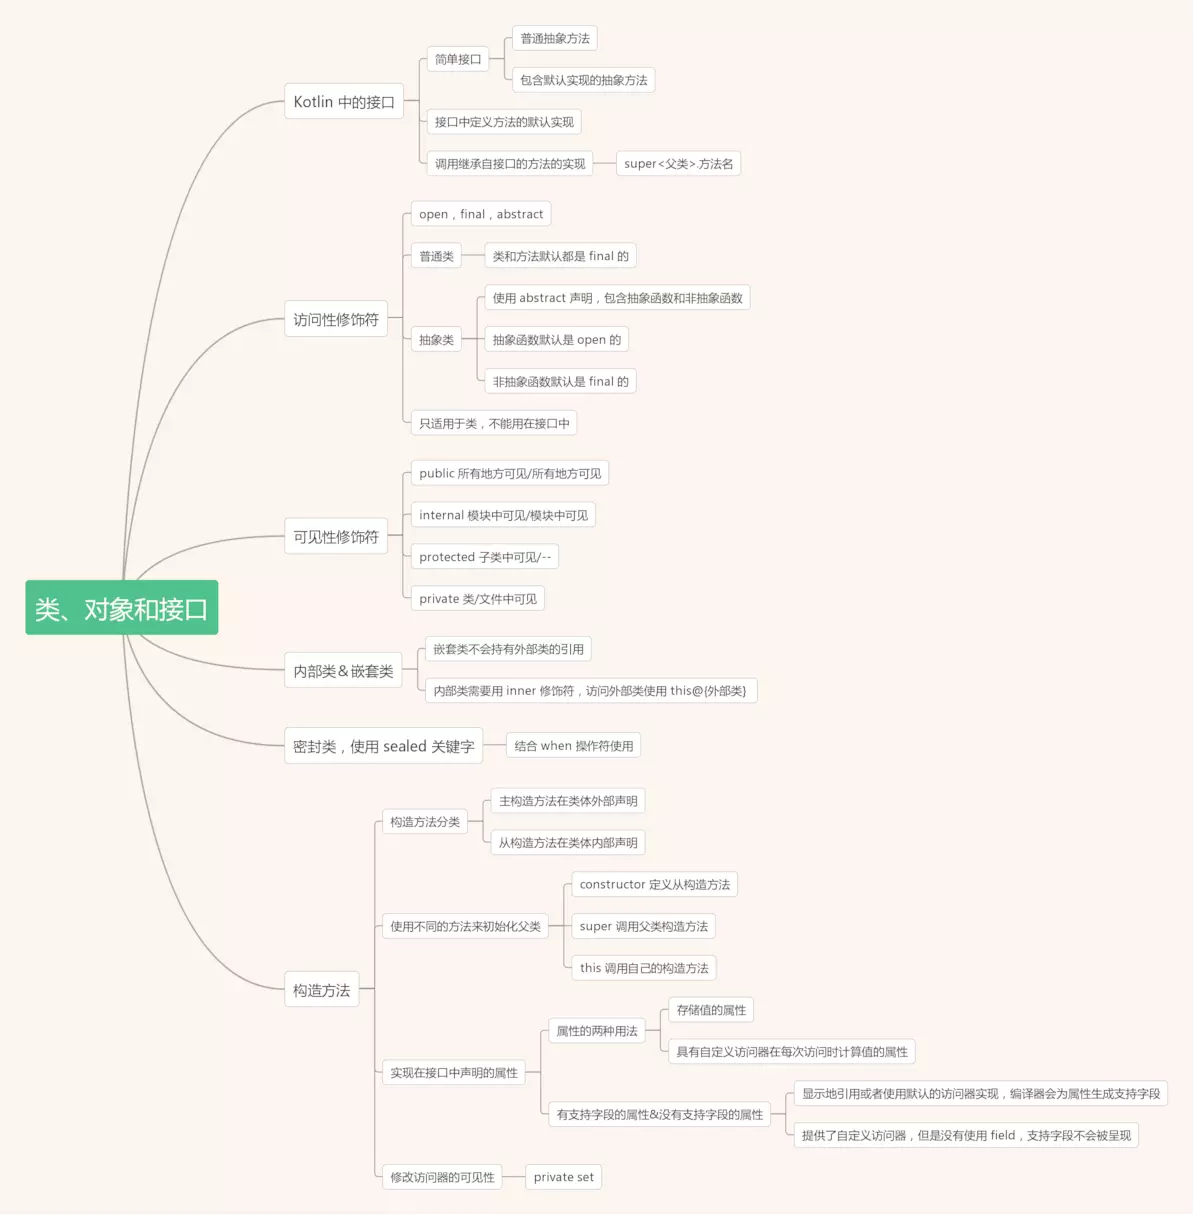 类、对象和接口
Kotlin 中的接口
简单接口
普通抽象方法
包含默认实现的抽象方法
接口中定义方法的默认实现
调用继承自接口的方法的实现
super<父类>.方法名
访问性修饰符
open，final，abstract
普通类
类和方法默认都是 final 的
抽象类
使用 abstract 声明，包含抽象函数和非抽象函数
抽象函数默认是 open 的
非抽象函数默认是 final 的
只适用于类，不能用在接口中
可见性修饰符
public 所有地方可见/所有地方可见
internal 模块中可见/模块中可见
protected 子类中可见/--
private 类/文件中可见
内部类＆嵌套类
嵌套类不会持有外部类的引用
内部类需要用 inner 修饰符，访问外部类使用 this@{外部类}
密封类，使用 sealed 关键字
结合 when 操作符使用
构造方法
构造方法分类
主构造方法在类体外部声明
从构造方法在类体内部声明
使用不同的方法来初始化父类
constructor 定义从构造方法
super 调用父类构造方法
this 调用自己的构造方法
实现在接口中声明的属性
属性的两种用法
存储值的属性
具有自定义访问器在每次访问时计算值的属性
有支持字段的属性&没有支持字段的属性
显示地引用或者使用默认的访问器实现，编译器会为属性生成支持字段
提供了自定义访问器，但是没有使用 field，支持字段不会被呈现
修改访问器的可见性
private set